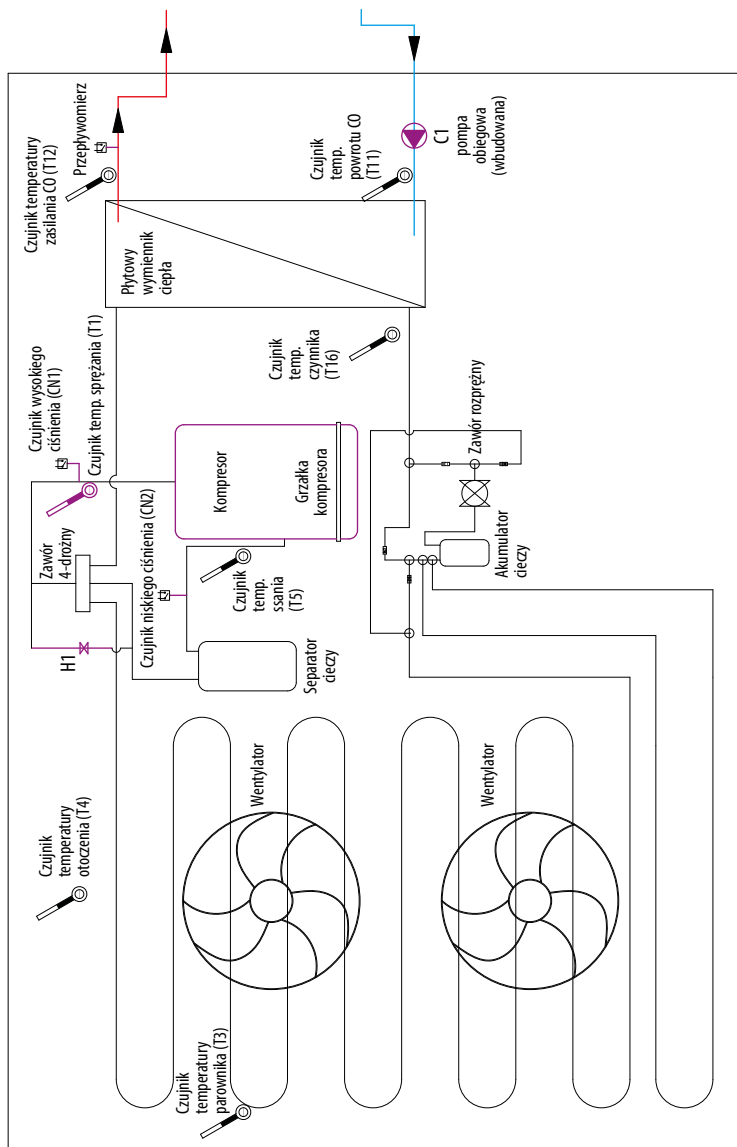 Czujnik temperatury
zasilania CO (T12)
Przepływomierz
Czujnik
temp.
powrotu CO
(T11)
C1
pompa
obiegowa
(wbudowana)
Płytowy
wymiennik
ciepła
Czujnik wysokiego
ciśnienia (CN1)
Czujnik temp. sprężania (T1)
Czujnik
temp.
czynnika
(T16)
Zawór
4-drożny
Czujnik niskiego ciśnienia (CN2)
Kompresor
Grzałka
kompresora
Zawór rozprężny
H1
Czujnik
temp.
ssania
(T5)
Akumulator
cieczy
Separator
cieczy
Czujnik
temperatury
otoczenia (T4)
Wentylator
Wentylator
Czujnik
temperatury
parownika (T3)